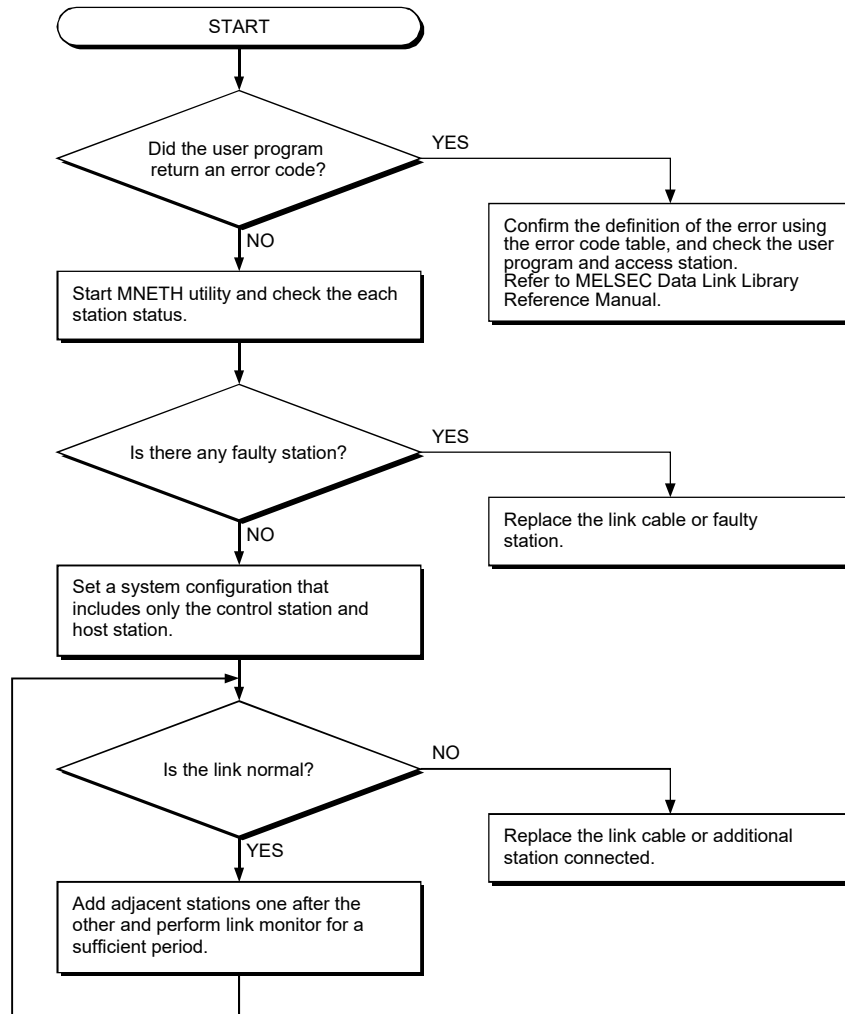 START
Did the user program
return an error code?
YES
NO
Confirm the definition of the error using
the error code table, and check the user
program and access station.
Refer to MELSEC Data Link Library
Reference Manual.
Start MNETH utility and check the each
station status.
Is there any faulty station?
YES
NO
Replace the link cable or faulty
station.
Set a system configuration that
includes only the control station and
host station.
Is the link normal?
NO
YES
Replace the link cable or additional
station connected.
Add adjacent stations one after the
other and perform link monitor for a
sufficient period.